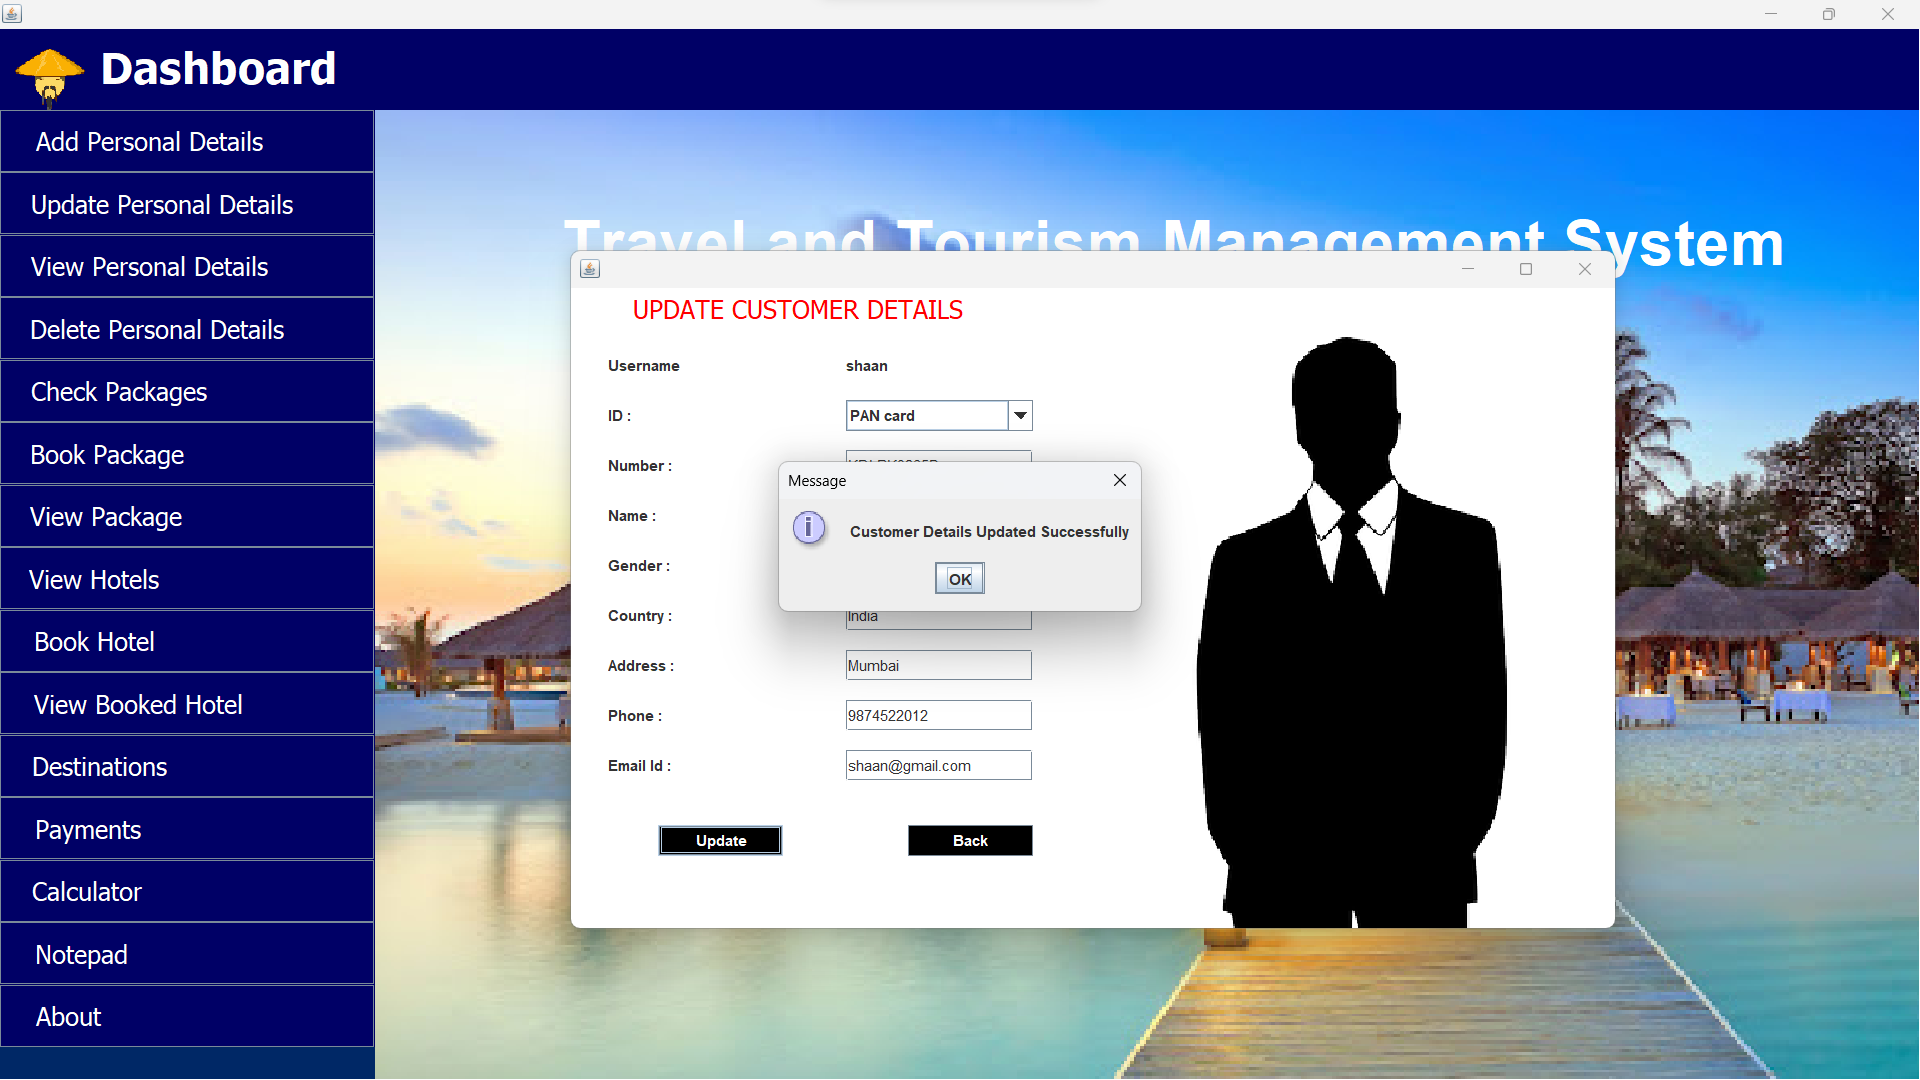 Dashboard
Add Personal Details
Update Personal Details
View Personal Details
Delete Personal Details
Check Packages
Book Package
View Package
View Hotels
Book Hotel
View Booked Hotel
Destinations
Payments
Calculator
Notepad
About
Travel and Tourism Management System
UPDATE CUSTOMER DETAILS
Username shaan
ID : PAN card
Number :
Name :
Gender :
Country : India
Address : Mumbai
Phone : 9874522012
Email Id : shaan@gmail.com
Update Back
Message
Customer Details Updated Successfully
OK